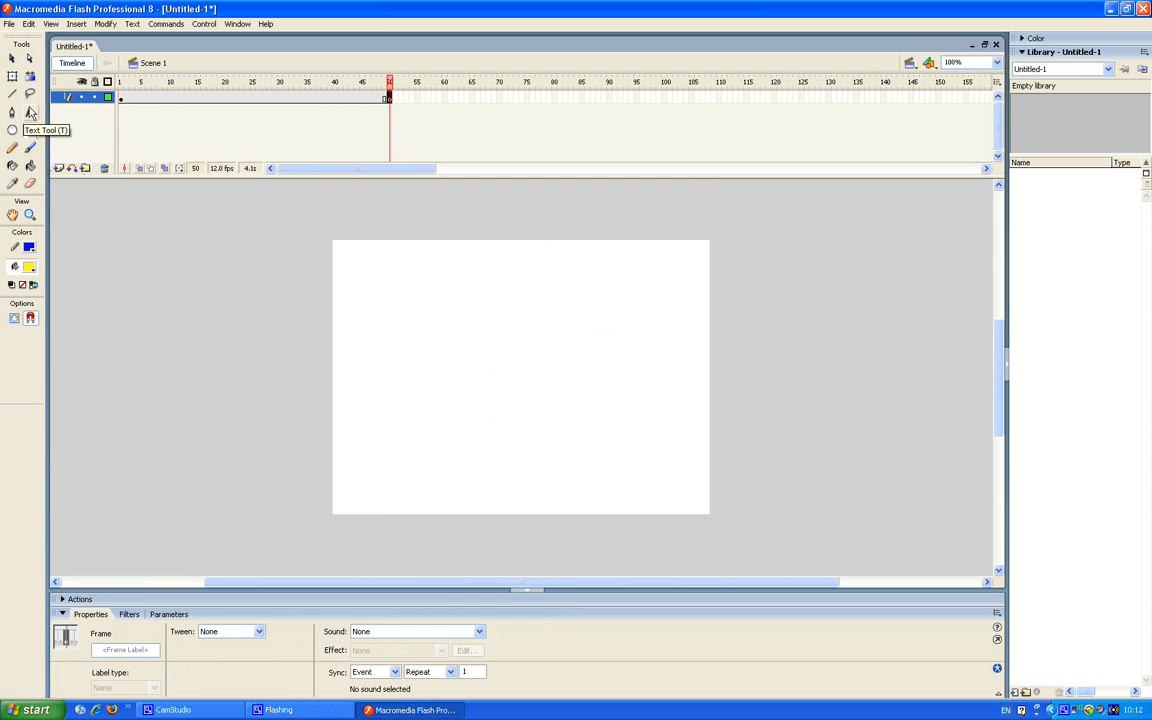 Macromedia Flash Professional 8 - [Untitled-1*]
File Edit View Insert Modify Text Commands Control Window Help
Tools
Untitled-1*
Timeline
Scene 1
100%
1 5 10 15 20 25 30 35 40 45 50 55 60 65 70 75 80 85 90 95 100 105 110 115 120 125 130 135 140 145 150 155
Text Tool (T)
50 12.0 fps 4.1s
View
Colors
Options
Color
Library - Untitled-1
Untitled-1
Empty library
Name Type
Actions
Properties Filters Parameters
Frame
<Frame Label>
Label type:
Name
Tween: None
Sound: None
Effect: None Edit...
Sync: Event Repeat 1
No sound selected
start
CamStudio
Flashing
Macromedia Flash Pro...
EN
10:12